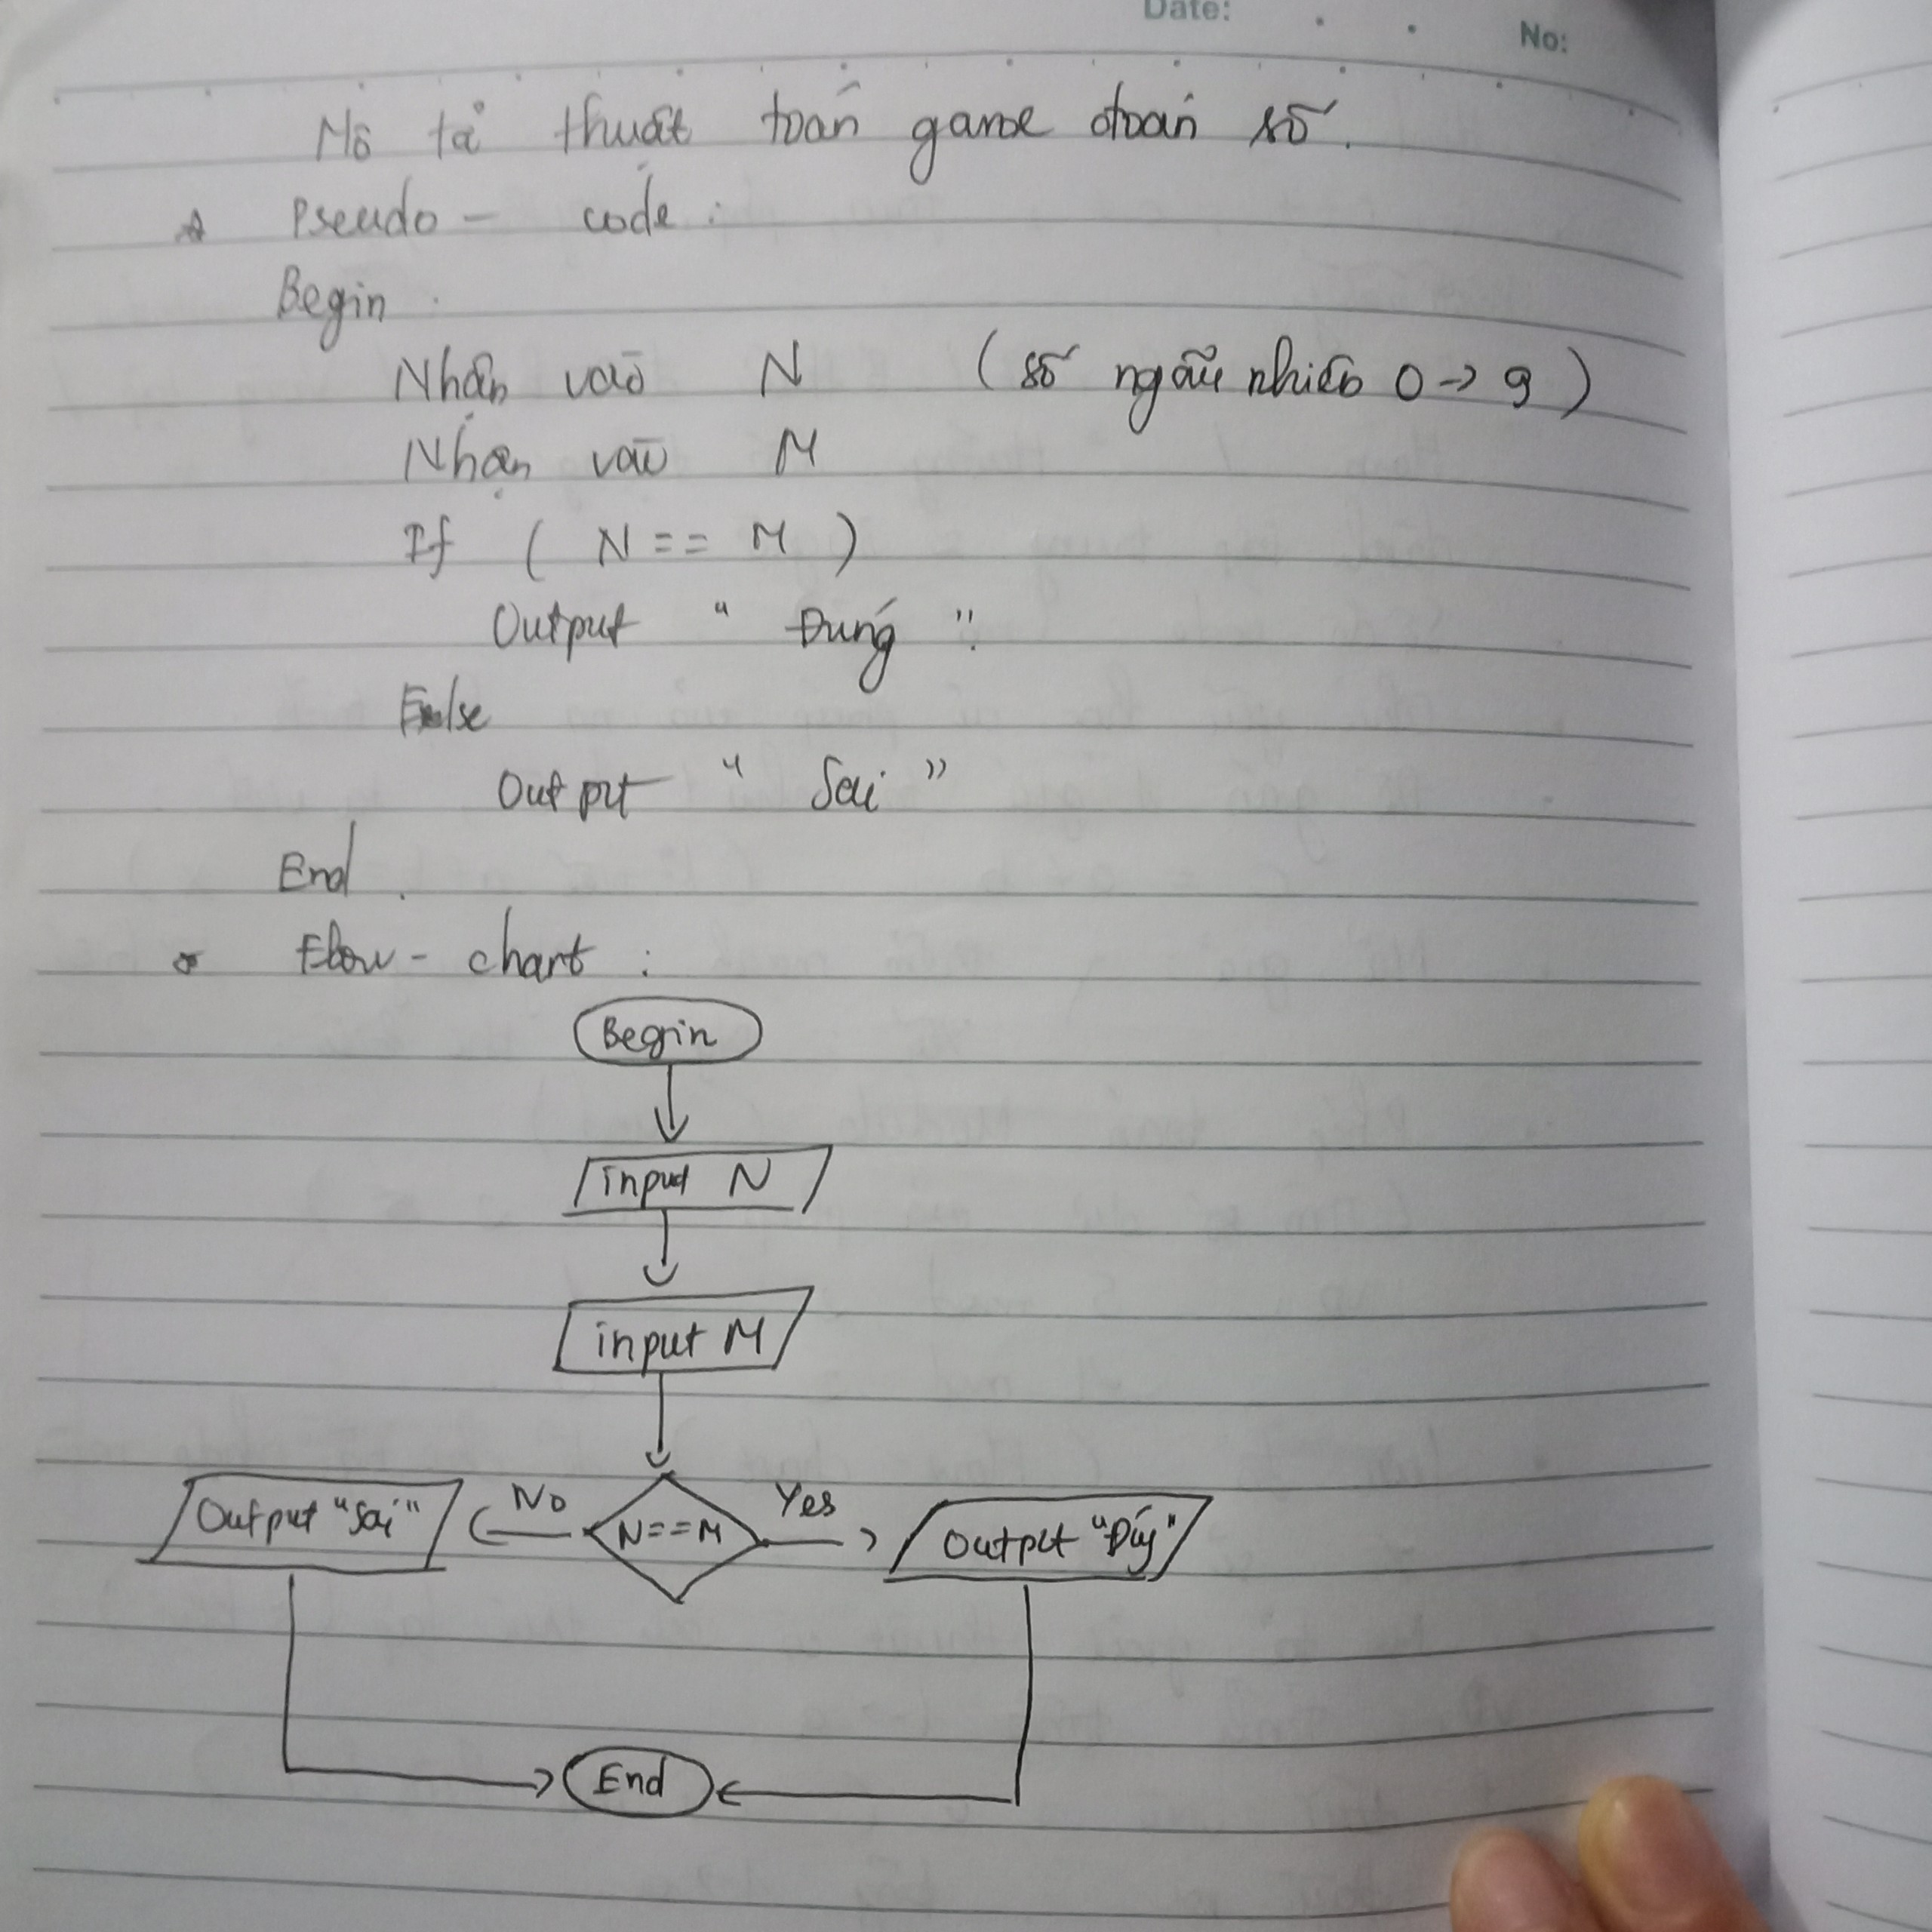 Date:
No:
Mô tả thuật toán game đoán số.
Pseudo - code :
Begin
Nhận vào N (số ngẫu nhiên 0 -> 9)
Nhận vào M
If ( N == M )
Output " Đúng "
Else
Output " Sai "
End.
Flow - chart :
Begin
input N
input M
Output "Sai" No N==M Yes Output "Đúng"
End